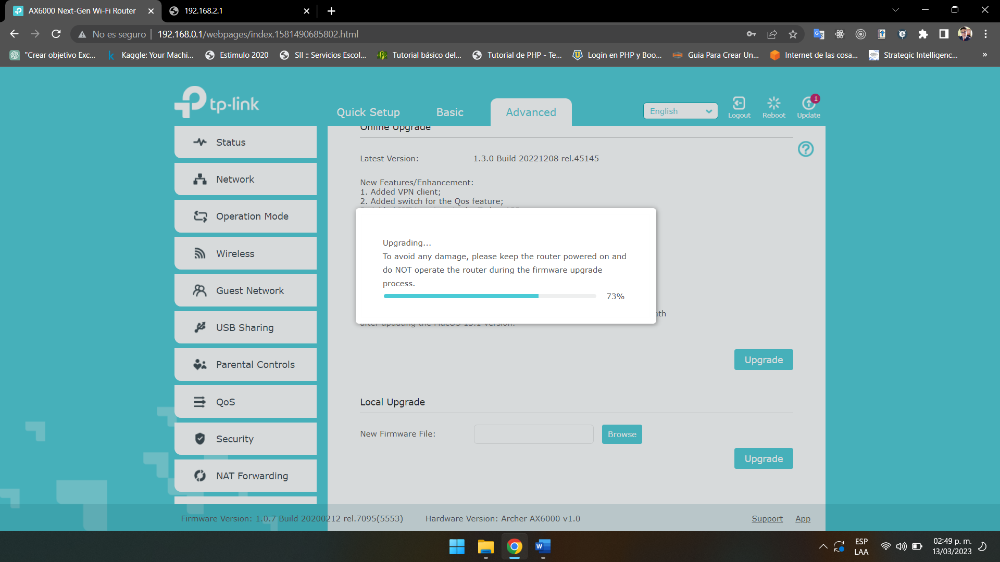 AX6000 Next-Gen Wi-Fi Router
192.168.2.1
No es seguro
192.168.0.1/webpages/index.1581490685802.html
"Crear objetivo Exc...
Kaggle: Your Machi...
Estimulo 2020
SII :: Servicios Escol...
Tutorial básico del...
Tutorial de PHP - Te...
Login en PHP y Boo...
Guia Para Crear Un...
Internet de las cosa...
Strategic Intelligenc...
»
tp-link
Quick Setup
Basic
Advanced
English
Logout
Reboot
1
Update
Status
Network
Operation Mode
Wireless
Guest Network
USB Sharing
Parental Controls
QoS
Security
NAT Forwarding
Online Upgrade
Latest Version:
1.3.0 Build 20221208 rel.45145
New Features/Enhancement:
1. Added VPN client;
2. Added switch for the Qos feature;
Upgrading...
To avoid any damage, please keep the router powered on and
do NOT operate the router during the firmware upgrade
process.
73%
after updating the MacOS 13.1 version.
Upgrade
Local Upgrade
New Firmware File:
Browse
Upgrade
Firmware Version: 1.0.7 Build 20200212 rel.7095(5553)
Hardware Version: Archer AX6000 v1.0
Support
App
ESP
LAA
02:49 p. m.
13/03/2023